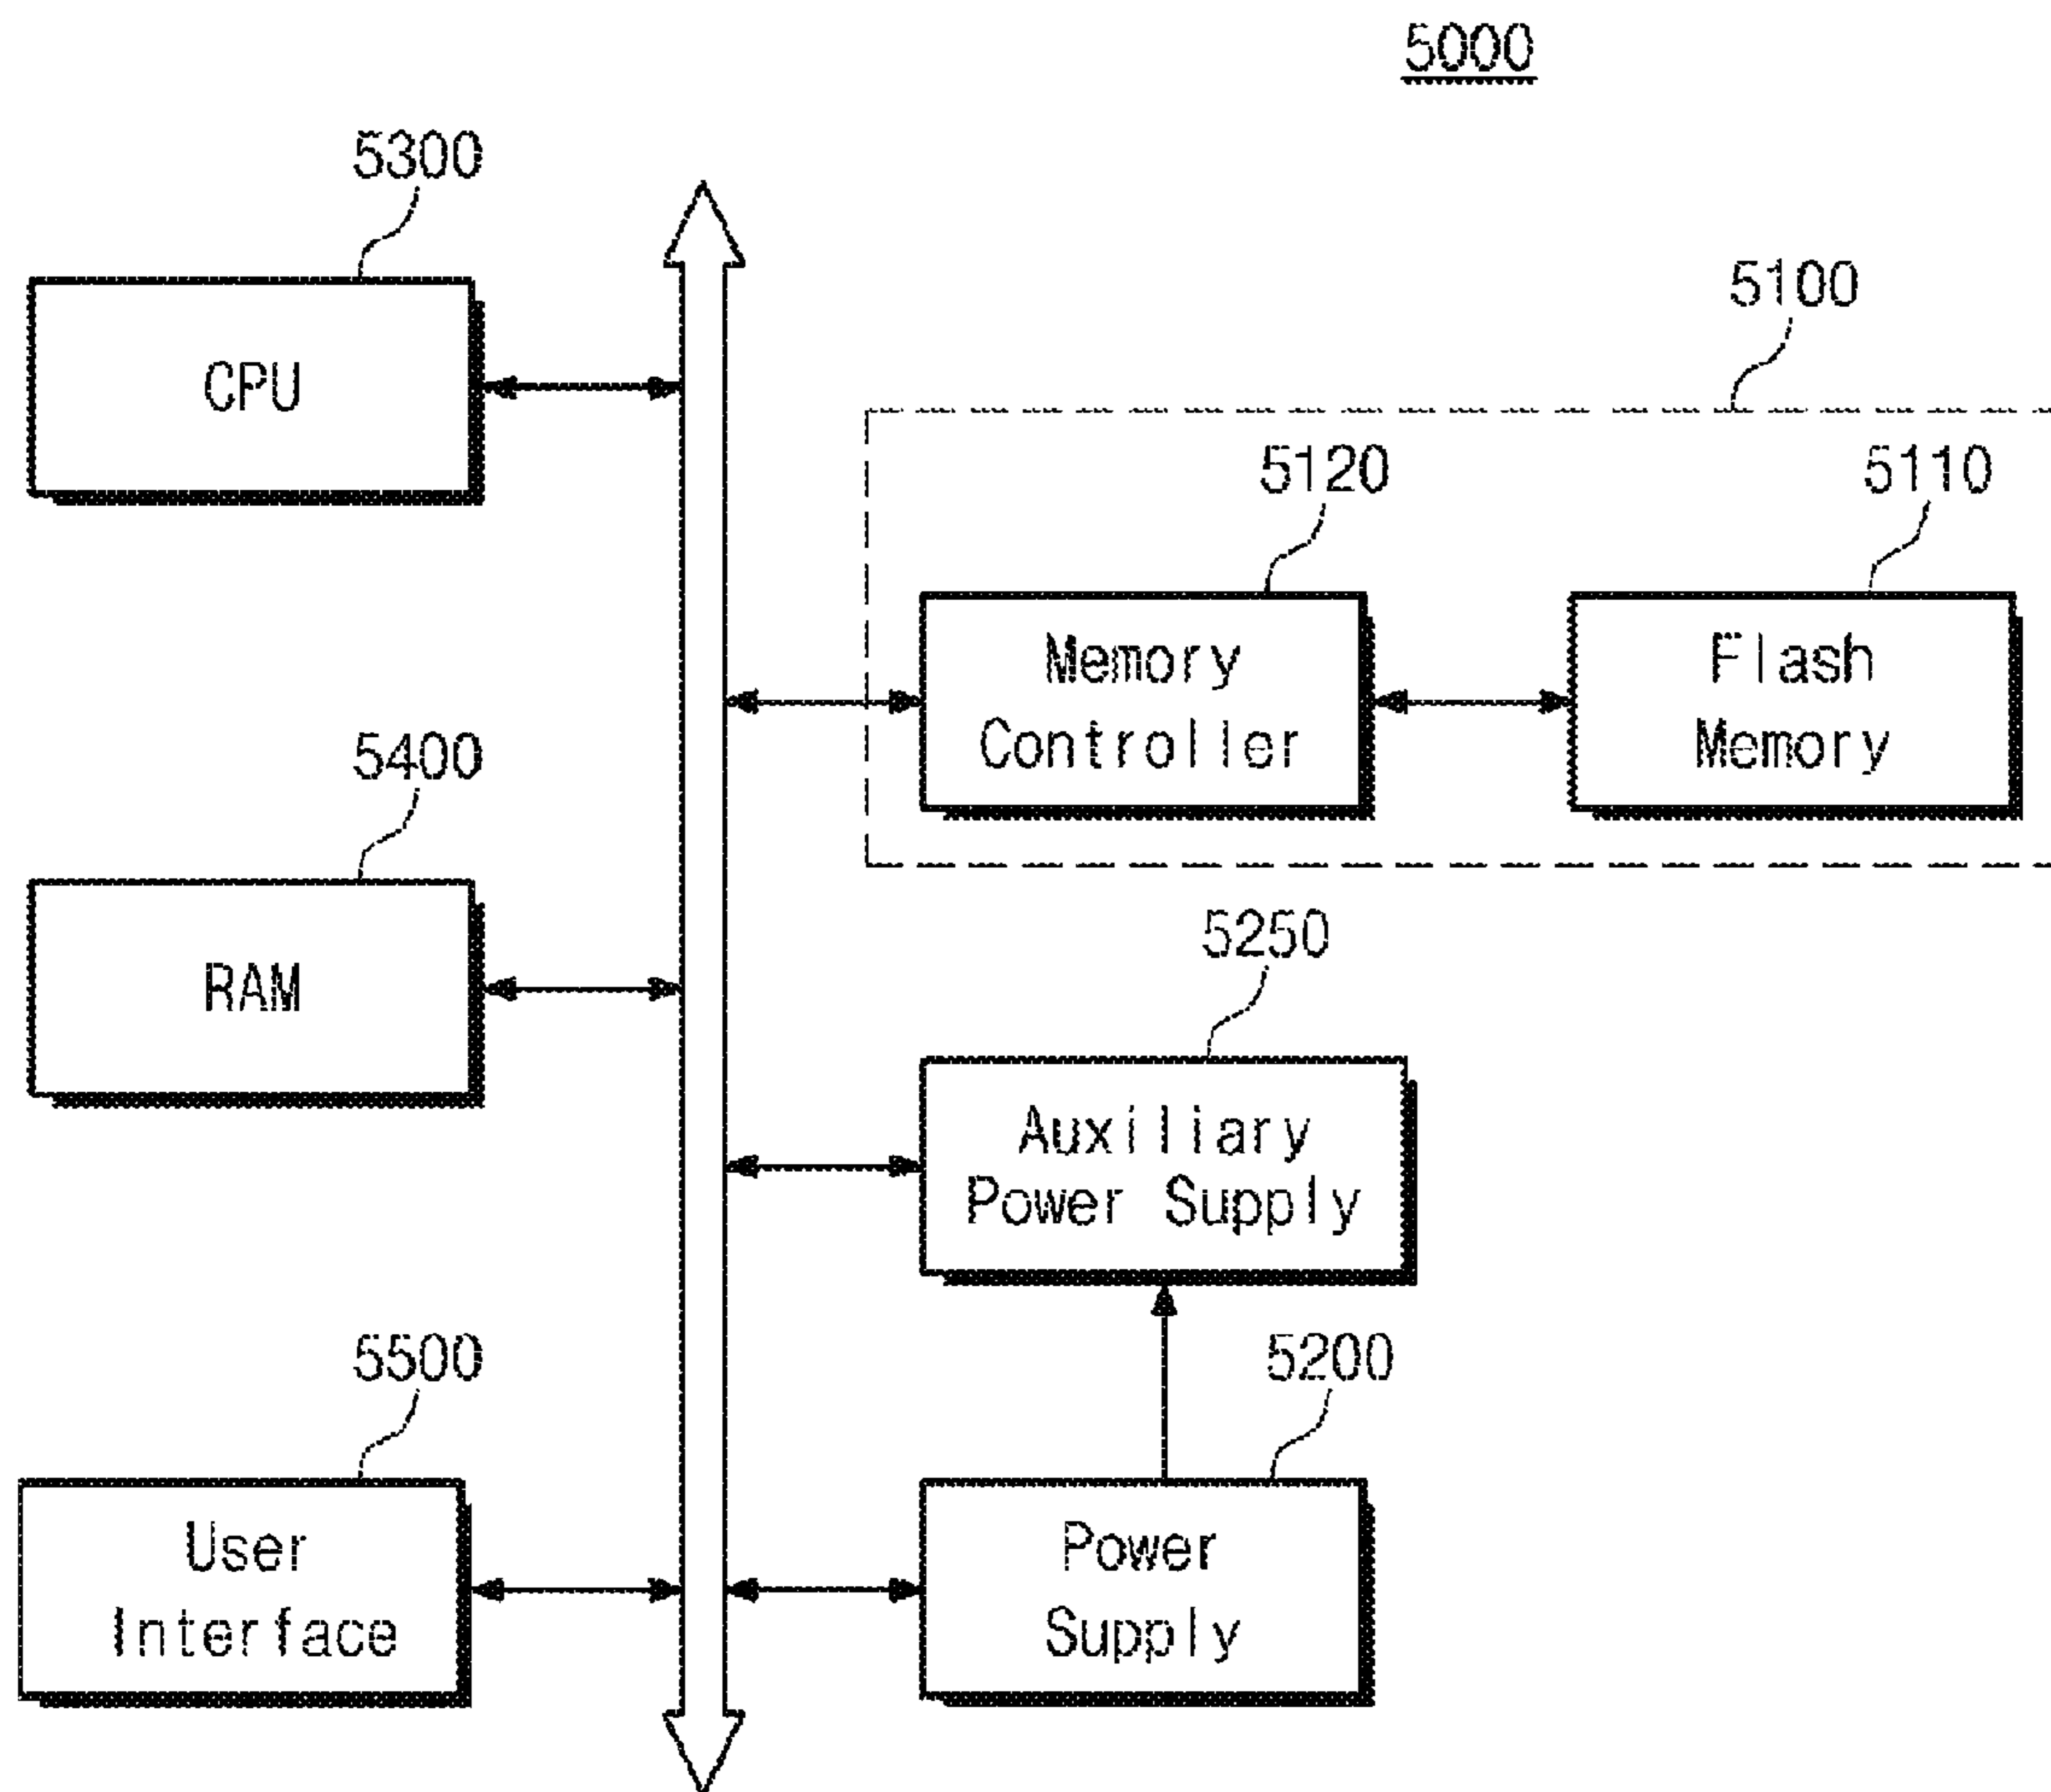 5000
5300
CPU
5100
5120
5110
Memory
Controller
Flash
Memory
5400
RAM
5250
Auxiliary
Power Supply
5500
User
Interface
5200
Power
Supply